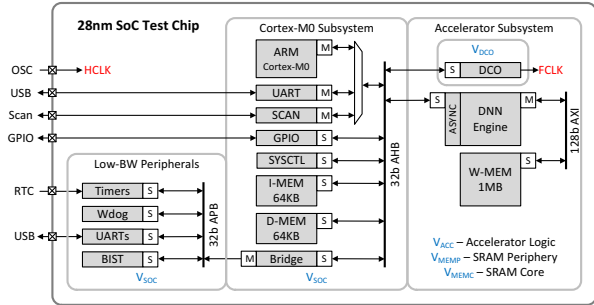 28nm SoC Test Chip
Cortex-M0 Subsystem
Accelerator Subsystem
OSC
HCLK
USB
Scan
GPIO
ARM
Cortex-M0
M
UART
M
SCAN
M
GPIO
S
SYSCTL
S
I-MEM
64KB
S
D-MEM
64KB
S
M
Bridge
S
VSOC
32b AHB
VDCO
S
DCO
FCLK
S
ASYNC
DNN
Engine
M
W-MEM
1MB
S
128b AXI
VACC – Accelerator Logic
VMEMP – SRAM Periphery
VMEMC – SRAM Core
Low-BW Peripherals
RTC
Timers
S
Wdog
S
USB
UARTs
S
BIST
S
VSOC
32b APB